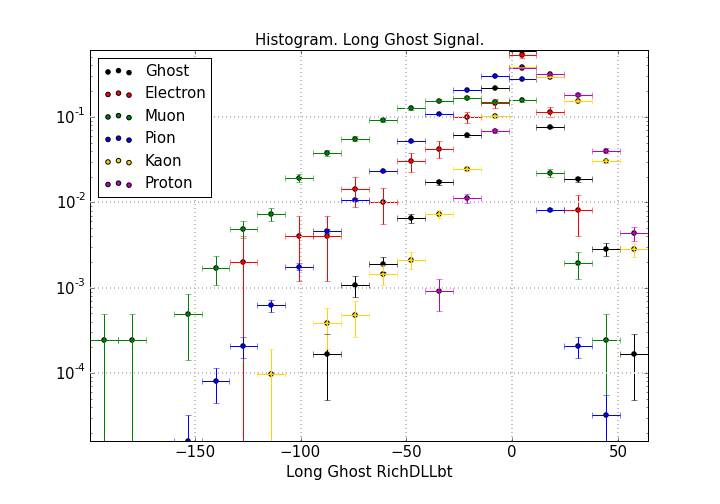 Histogram. Long Ghost Signal.
Ghost
Electron
Muon
Pion
Kaon
Proton
10^-1
10^-2
10^-3
10^-4
−150 −100 −50 0 50
Long Ghost RichDLLbt